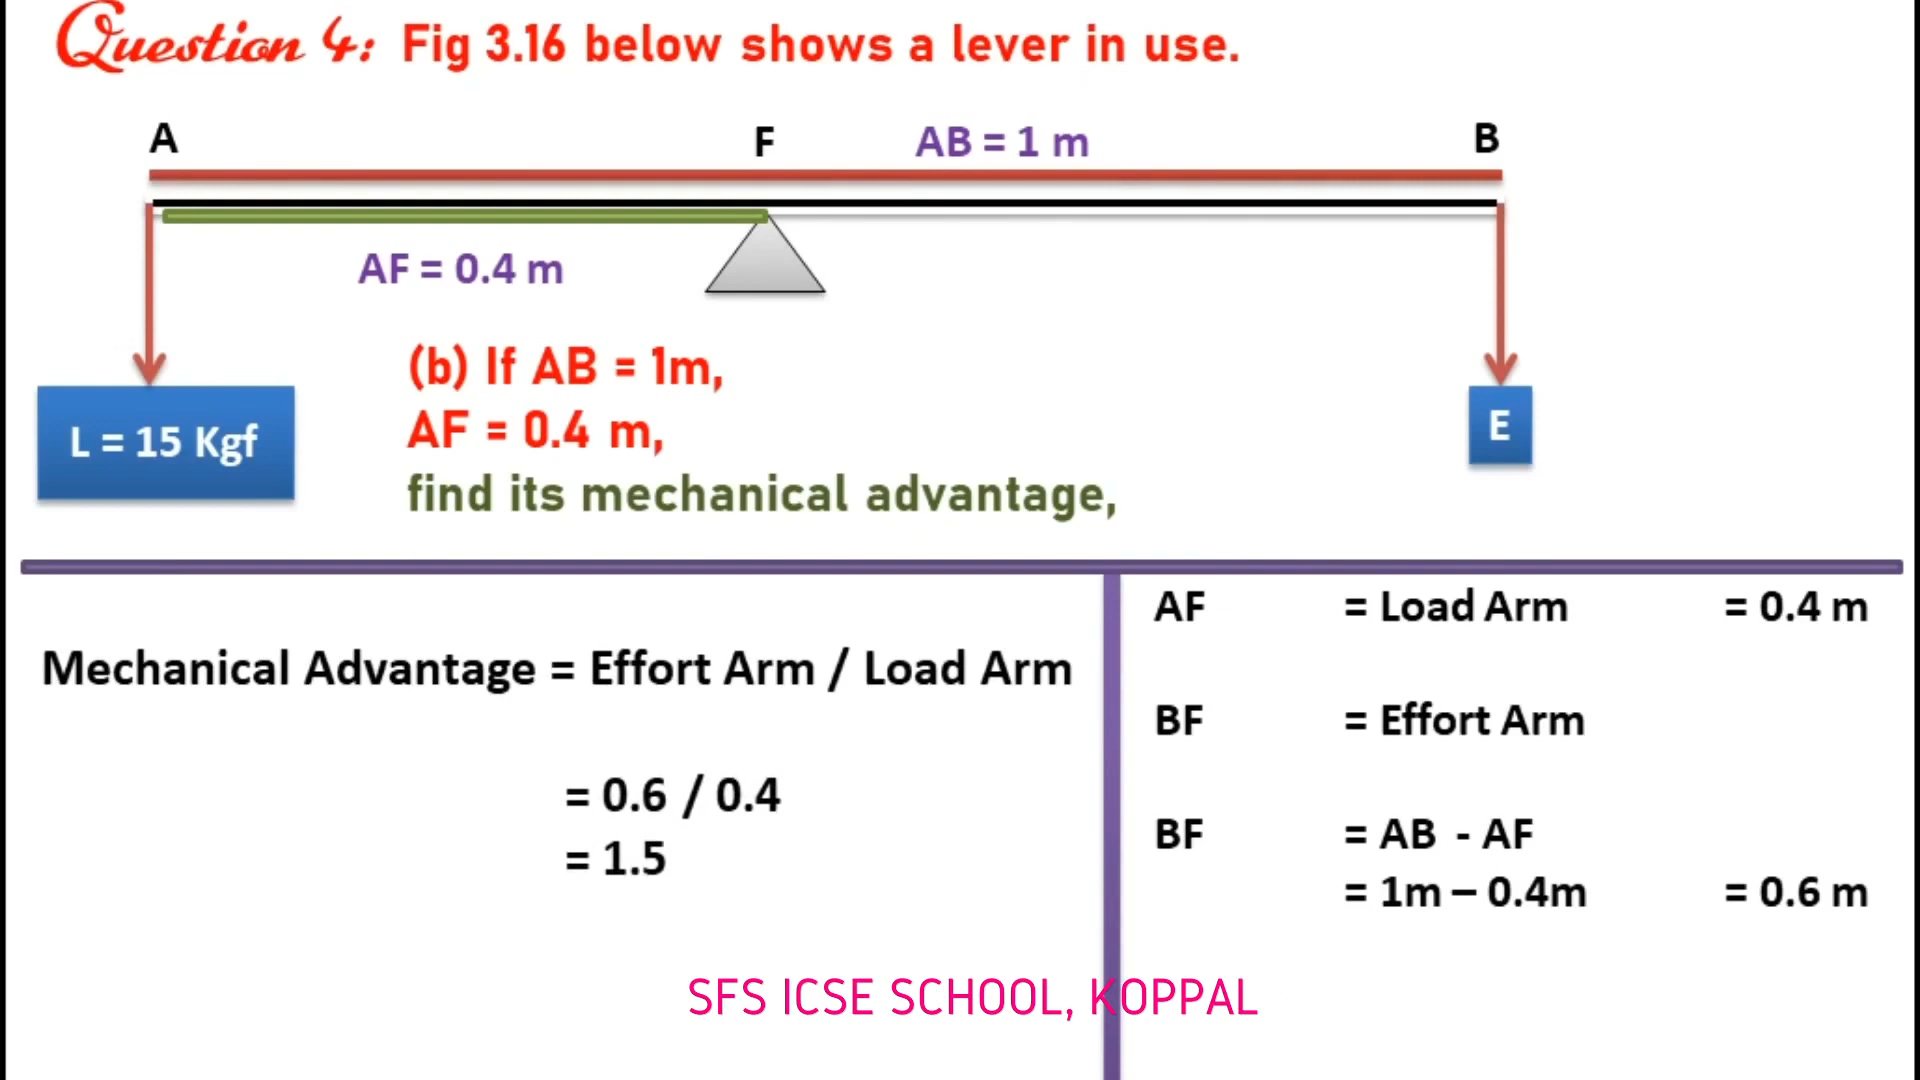 Question 4: Fig 3.16 below shows a lever in use.
A
F
AB = 1 m
B
AF = 0.4 m
L = 15 Kgf
(b) If AB = 1m,
AF = 0.4 m,
find its mechanical advantage,
E
Mechanical Advantage = Effort Arm / Load Arm
= 0.6 / 0.4
= 1.5
AF = Load Arm = 0.4 m
BF = Effort Arm
BF = AB - AF
= 1m – 0.4m = 0.6 m
SFS ICSE SCHOOL, KOPPAL